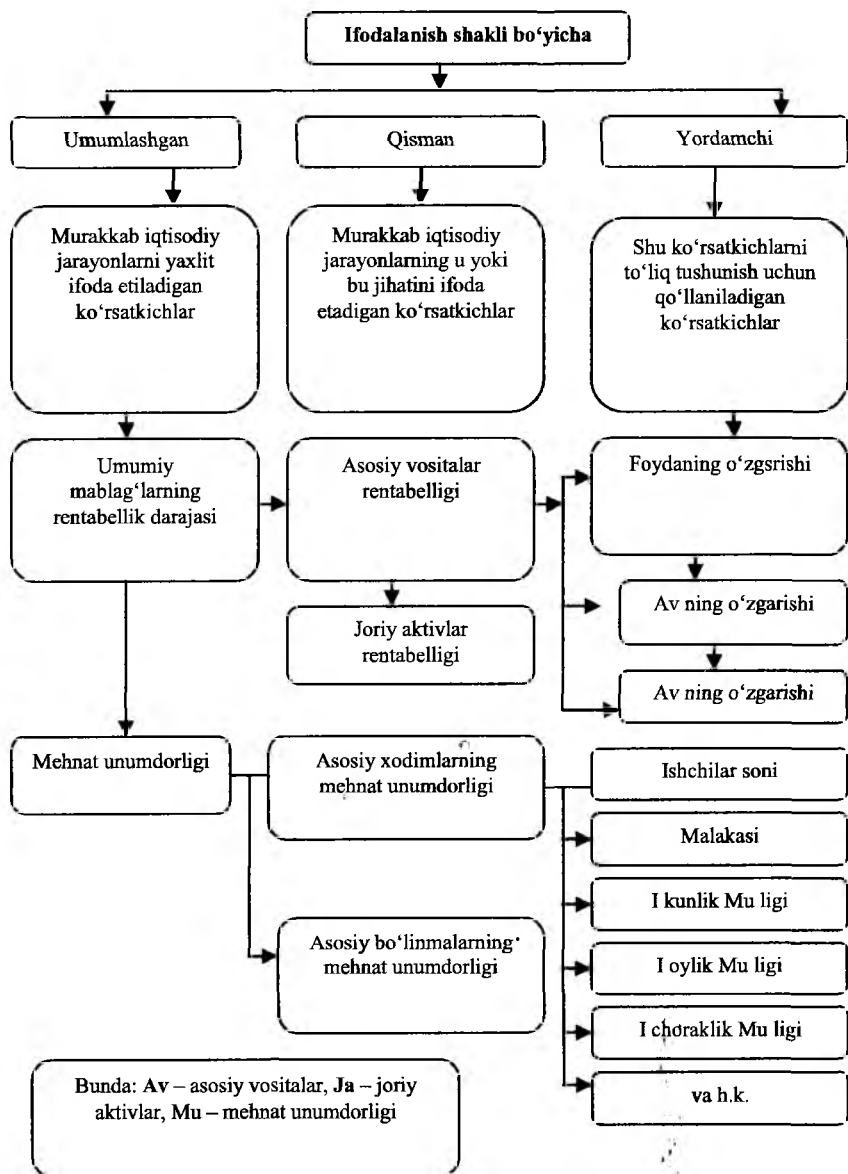 Ifodalanish shakli bo‘yicha
Umumlashgan
Qisman
Yordamchi
Murakkab iqtisodiy
jarayonlarni yaxlit
ifoda etiladigan
ko‘rsatkichlar
Murakkab iqtisodiy
jarayonlarning u yoki
bu jihatini ifoda
etadigan ko‘rsatkichlar
Shu ko‘rsatkichlarni
to‘liq tushunish uchun
qo‘llaniladigan
ko‘rsatkichlar
Umumiy
mablag‘larning
rentabellik darajasi
Asosiy vositalar
rentabelligi
Foydaning o‘zgsrishi
Joriy aktivlar
rentabelligi
Av ning o‘zgarishi
Av ning o‘zgarishi
Mehnat unumdorligi
Asosiy xodimlarning
mehnat unumdorligi
Ishchilar soni
Malakasi
I kunlik Mu ligi
Asosiy bo‘linmalarning
mehnat unumdorligi
I oylik Mu ligi
I choraklik Mu ligi
va h.k.
Bunda: Av – asosiy vositalar, Ja – joriy
aktivlar, Mu – mehnat unumdorligi